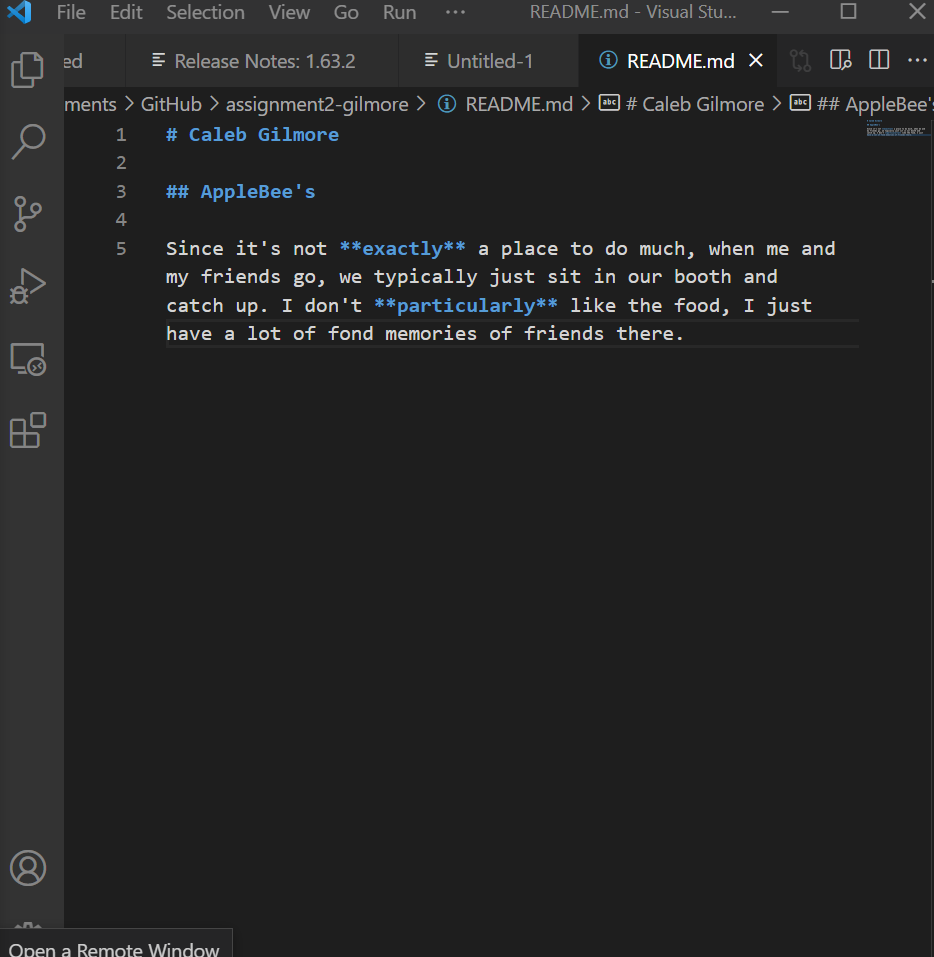 File Edit Selection View Go Run ··· README.md - Visual Stu...
ed Release Notes: 1.63.2 Untitled-1 README.md
ments > GitHub > assignment2-gilmore > README.md > # Caleb Gilmore > ## AppleBee's
1 # Caleb Gilmore
2
3 ## AppleBee's
4
5 Since it's not **exactly** a place to do much, when me and
my friends go, we typically just sit in our booth and
catch up. I don't **particularly** like the food, I just
have a lot of fond memories of friends there.
Open a Remote Window